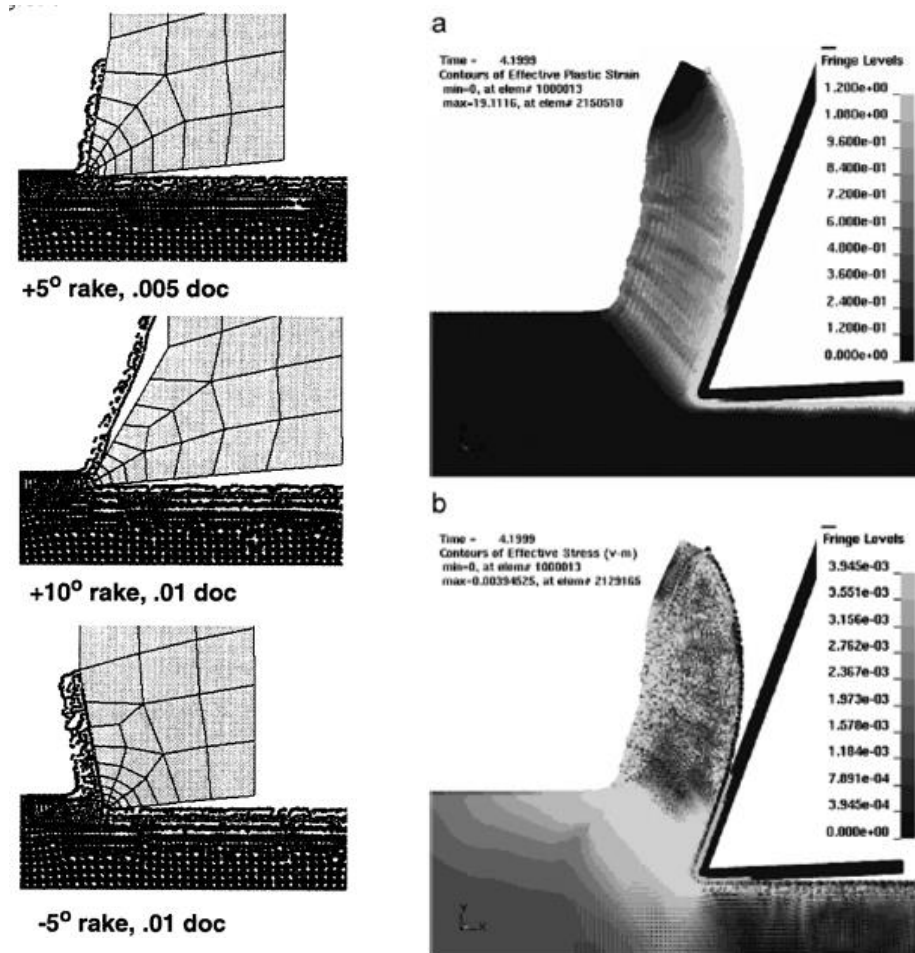 +5° rake, .005 doc
+10° rake, .01 doc
-5° rake, .01 doc
a
Time = 4.1999
Contours of Effective Plastic Strain
min=0, at elem# 1000013
max=19.1116, at elem# 2150510
Fringe Levels
1.200e+00
1.080e+00
9.600e-01
8.400e-01
7.200e-01
6.000e-01
4.800e-01
3.600e-01
2.400e-01
1.200e-01
0.000e+00
b
Time = 4.1999
Contours of Effective Stress (v-m)
min=0, at elem# 1000013
max=0.00394525, at elem# 2129165
Fringe Levels
3.945e-03
3.551e-03
3.156e-03
2.762e-03
2.367e-03
1.973e-03
1.578e-03
1.184e-03
7.891e-04
3.945e-04
0.000e+00
Y
X